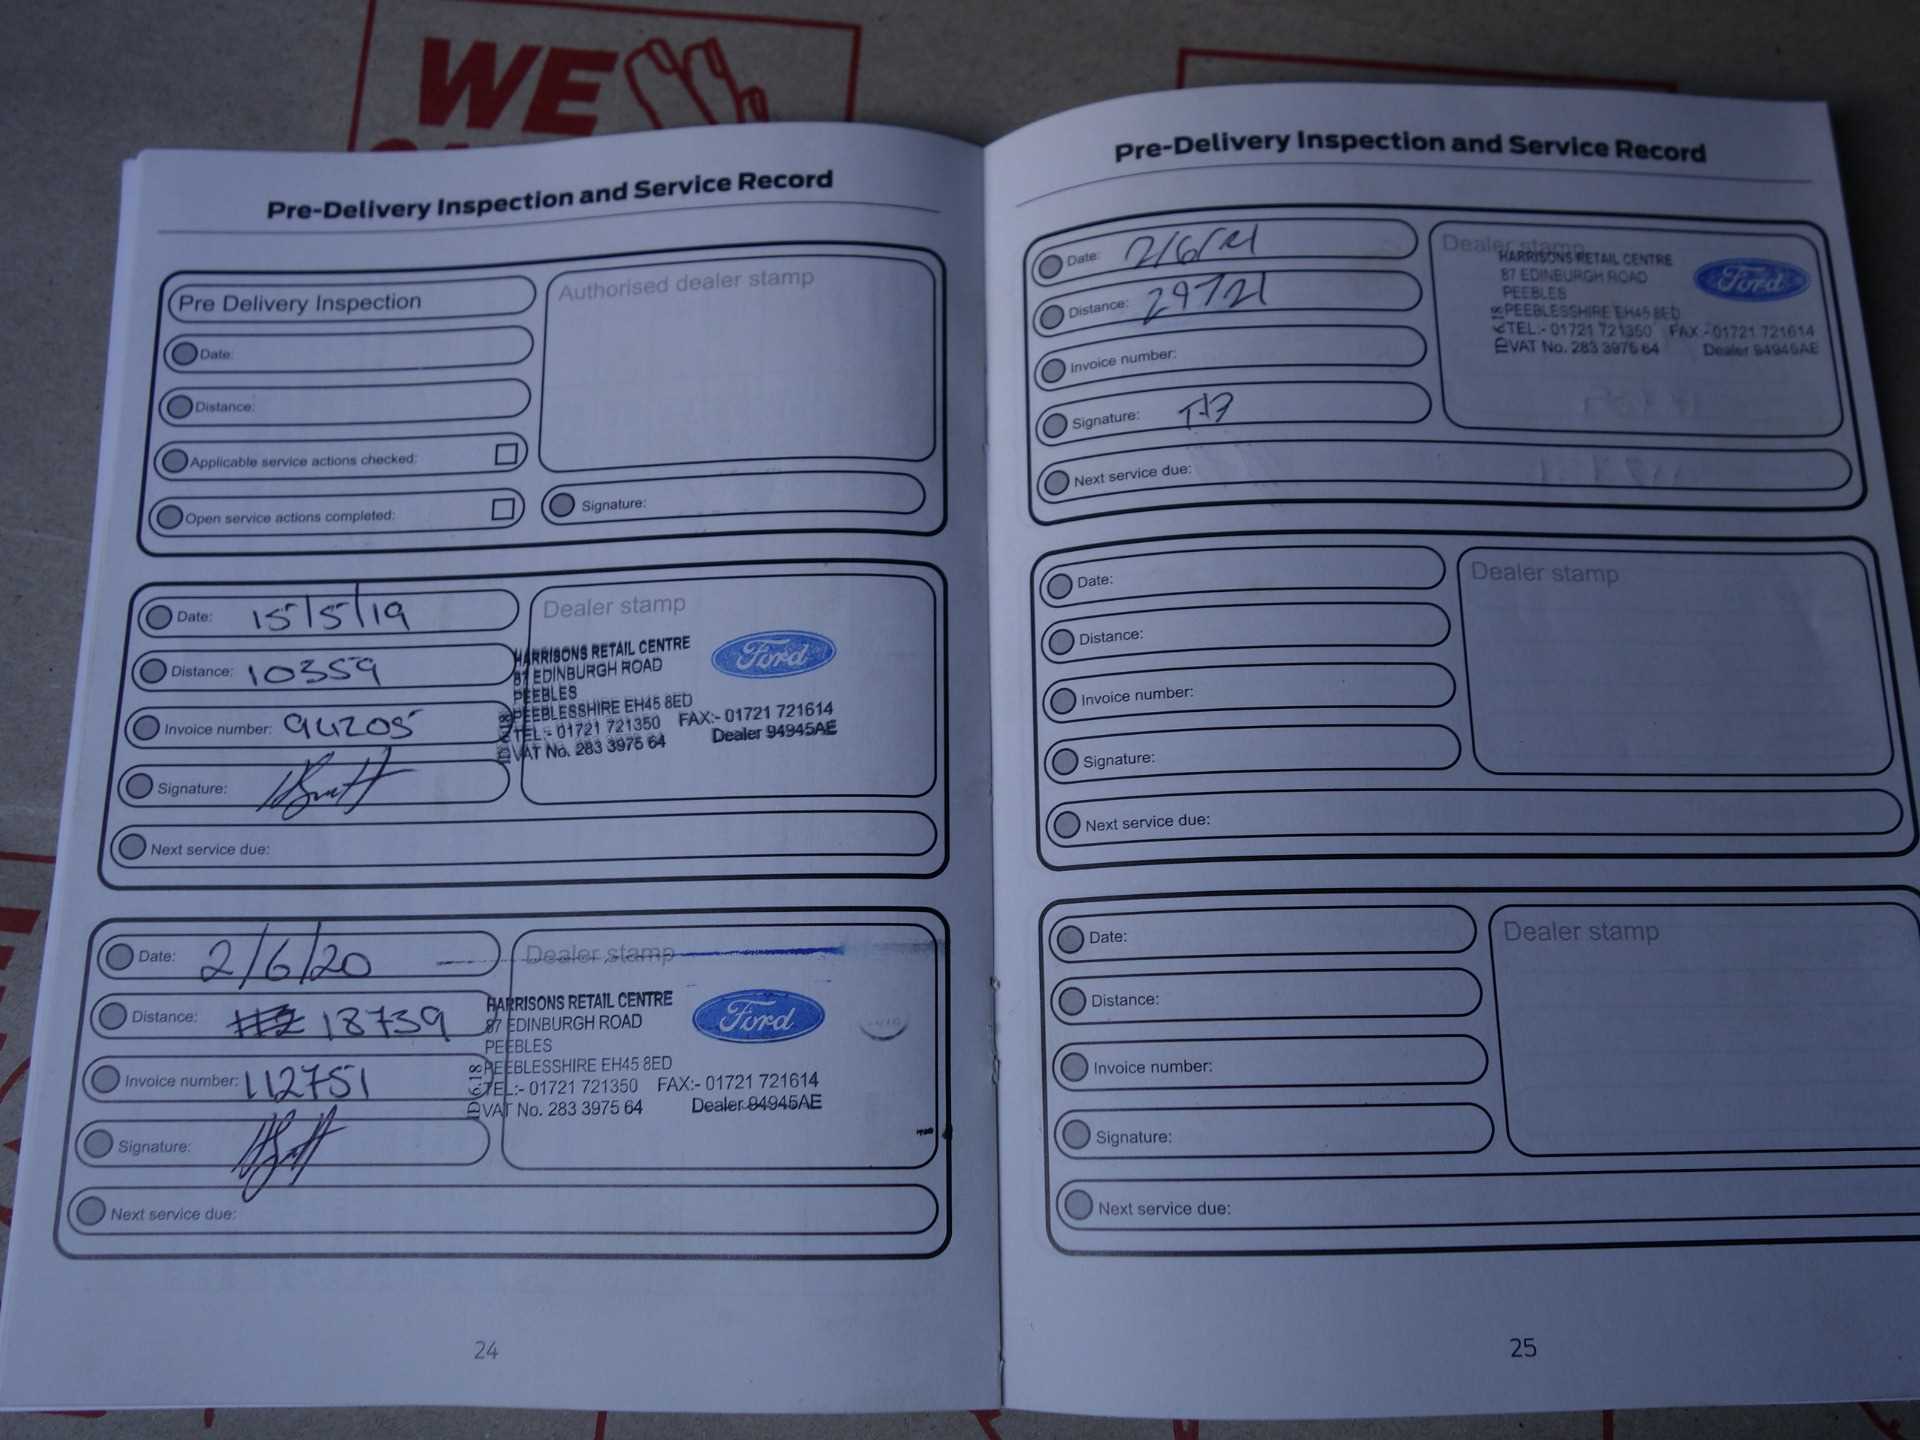 WE
Pre-Delivery Inspection and Service Record
Pre Delivery Inspection
Date:
Distance:
Applicable service actions checked:
Open service actions completed:
Authorised dealer stamp
Signature:
Date: 15/5/19
Distance: 10359
Invoice number: 94205
Signature:
Next service due:
Dealer stamp
HARRISONS RETAIL CENTRE
87 EDINBURGH ROAD
PEEBLES
PEEBLESSHIRE EH45 8ED
TEL:- 01721 721350 FAX:- 01721 721614
VAT No. 283 3975 64 Dealer 94945AE
Ford
Date: 2/6/20
Distance: 18739
Invoice number: 112751
Signature:
Next service due:
Dealer stamp
HARRISONS RETAIL CENTRE
87 EDINBURGH ROAD
PEEBLES
PEEBLESSHIRE EH45 8ED
TEL:- 01721 721350 FAX:- 01721 721614
VAT No. 283 3975 64 Dealer 94945AE
Ford
24
Pre-Delivery Inspection and Service Record
Date: 2/6/21
Distance: 29721
Invoice number:
Signature:
Next service due:
Dealer stamp
HARRISONS RETAIL CENTRE
87 EDINBURGH ROAD
PEEBLES
PEEBLESSHIRE EH45 8ED
TEL:- 01721 721350 FAX:- 01721 721614
VAT No. 283 3975 64 Dealer 94945AE
Ford
Date:
Distance:
Invoice number:
Signature:
Next service due:
Dealer stamp
Date:
Distance:
Invoice number:
Signature:
Next service due:
Dealer stamp
25